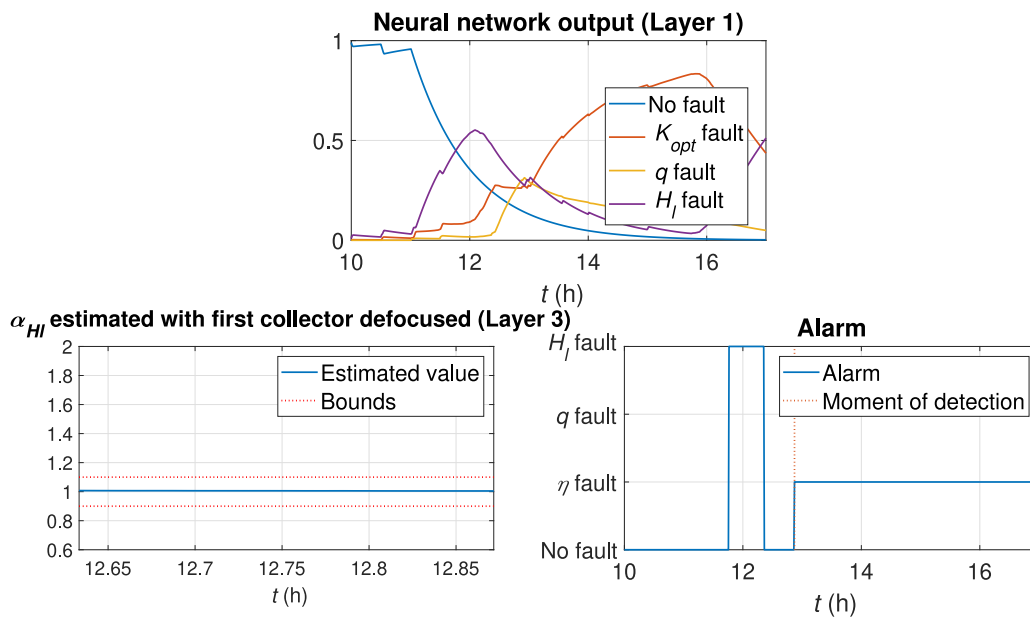 Neural network output (Layer 1)
1
0.5
0
No fault
K_opt fault
q fault
H_l fault
10 12 14 16
t (h)
α_Hl estimated with first collector defocused (Layer 3)
2
1.8
1.6
1.4
1.2
1
0.8
0.6
Estimated value
Bounds
12.65 12.7 12.75 12.8 12.85
t (h)
Alarm
H_l fault
q fault
η fault
No fault
Alarm
Moment of detection
10 12 14 16
t (h)